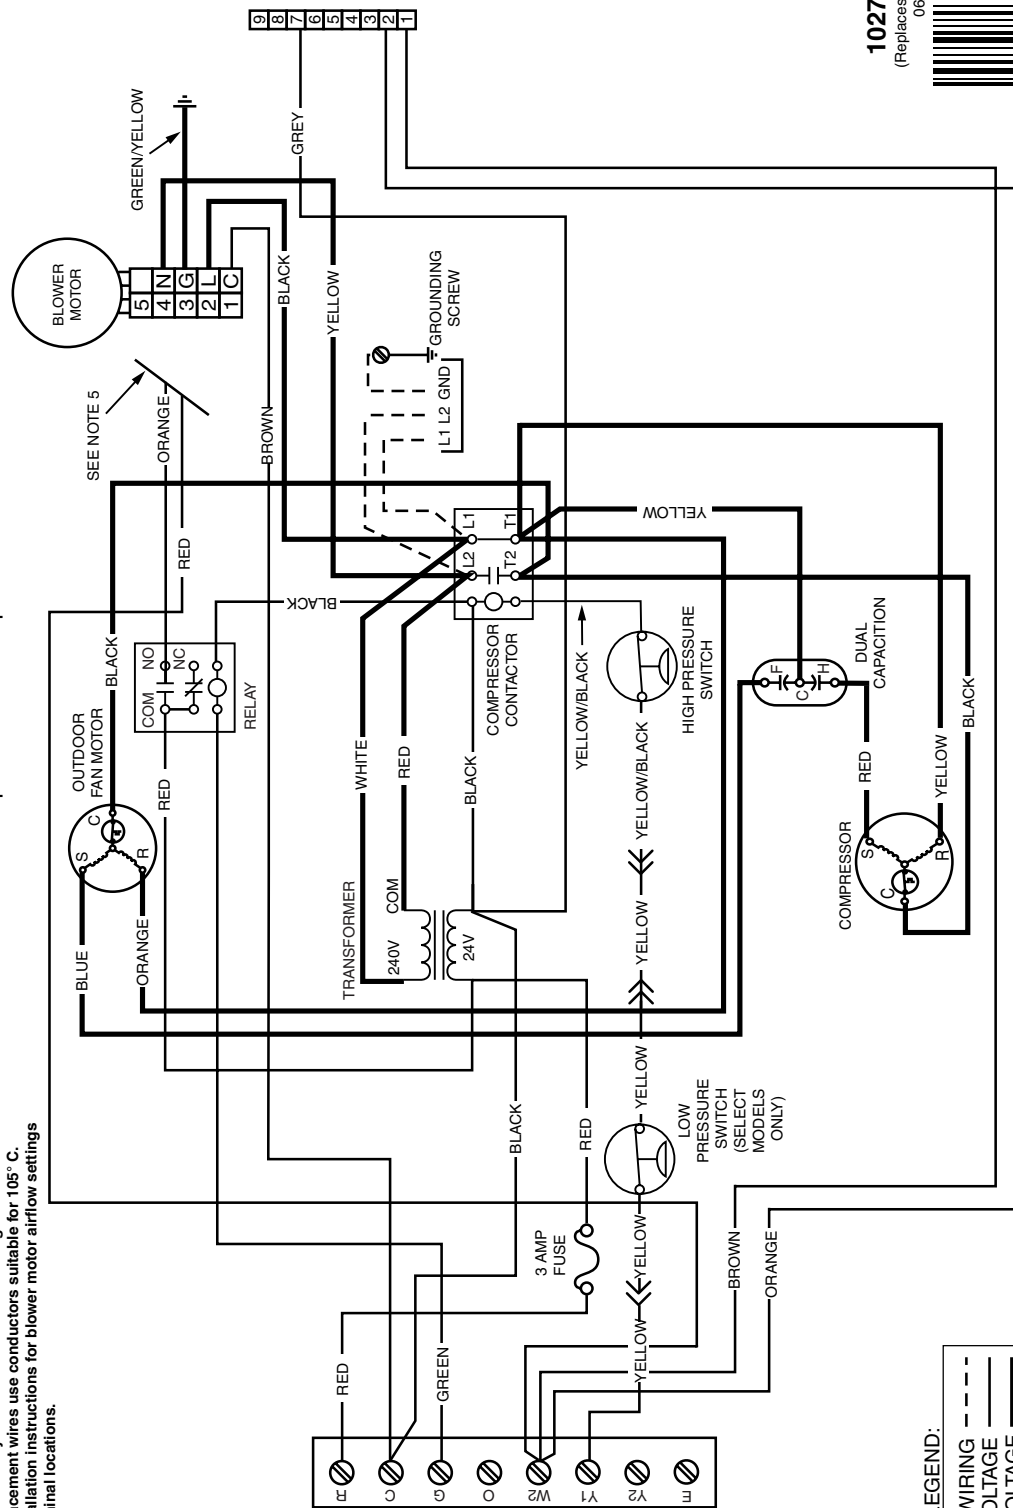 cement wires use conductors suitable for 105° C.
allation instructions for blower motor airflow settings
inal locations.
9
8
7
6
5
4
3
2
1
1027
(Replaces
06
GREEN/YELLOW
GREY
BLOWER
MOTOR
5
4 N
3 G
2 L
1 C
BLACK
YELLOW
GROUNDING
SCREW
SEE NOTE 5
ORANGE
RED
BROWN
L1 L2 GND
L1
L2
T1
T2
YELLOW
BLACK
COMPRESSOR
CONTACTOR
YELLOW/BLACK
HIGH PRESSURE
SWITCH
OUTDOOR
FAN MOTOR
BLACK
COM
NO
NC
RELAY
S
C
R
RED
WHITE
RED
BLACK
YELLOW/BLACK
F
C
H
DUAL
CAPACITION
RED
YELLOW
BLACK
COMPRESSOR
S
C
R
BLUE
ORANGE
TRANSFORMER
240V
COM
24V
YELLOW
YELLOW
BLACK
RED
LOW
PRESSURE
SWITCH
(SELECT
MODELS
ONLY)
3 AMP
FUSE
YELLOW
YELLOW
YELLOW
BROWN
ORANGE
RED
GREEN
R
C
G
O
W2
Y1
Y2
E
LEGEND:
WIRING
OLTAGE
OLTAGE